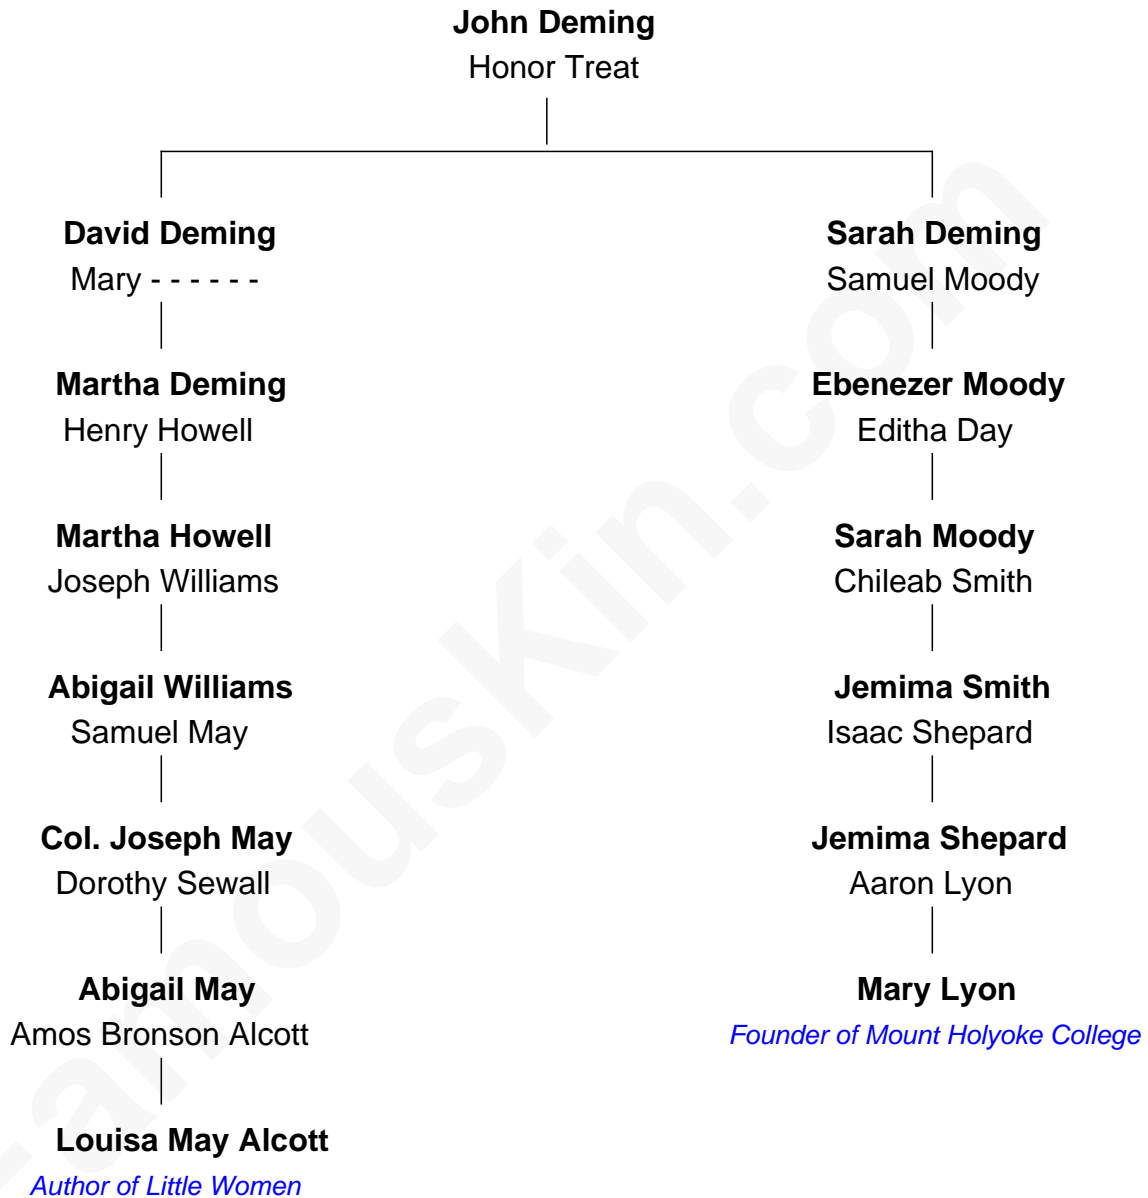 John Deming
Honor Treat
David Deming
Mary - - - - - -
Sarah Deming
Samuel Moody
Martha Deming
Henry Howell
Ebenezer Moody
Editha Day
Martha Howell
Joseph Williams
Sarah Moody
Chileab Smith
Abigail Williams
Samuel May
Jemima Smith
Isaac Shepard
Col. Joseph May
Dorothy Sewall
Jemima Shepard
Aaron Lyon
Abigail May
Amos Bronson Alcott
Mary Lyon
Founder of Mount Holyoke College
Louisa May Alcott
Author of Little Women
FamousKin.com